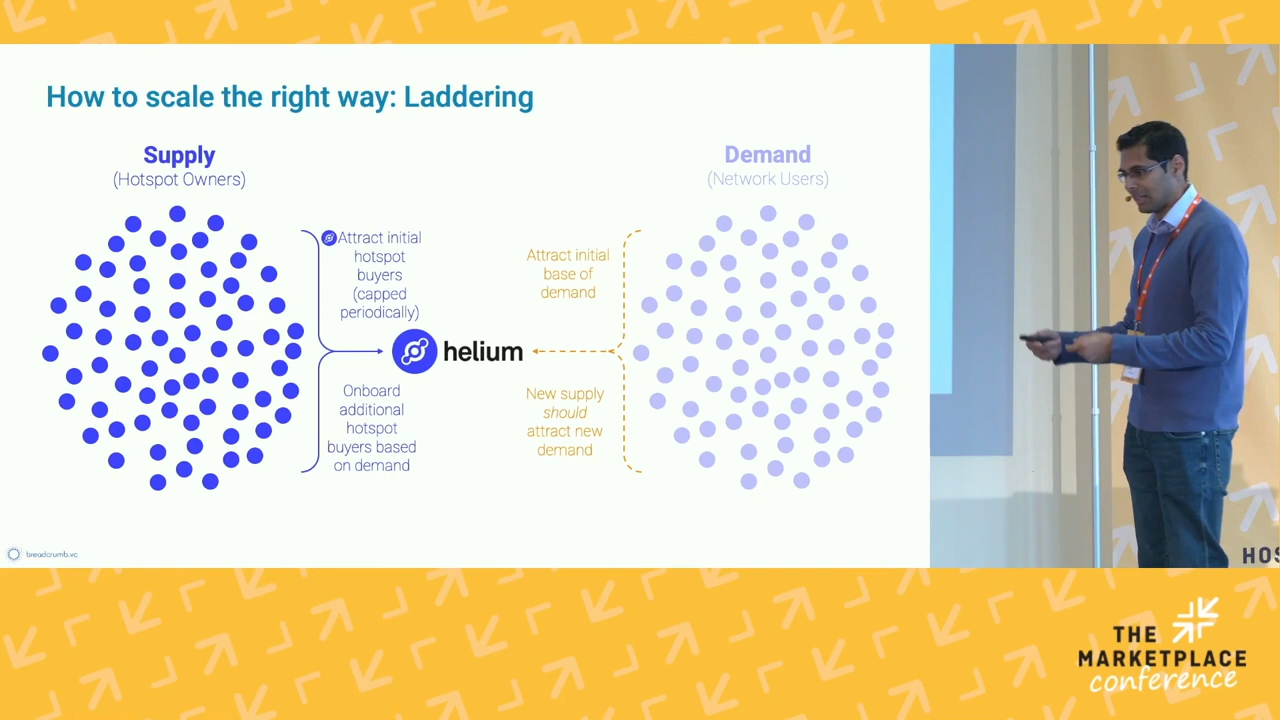 How to scale the right way: Laddering
Supply
(Hotspot Owners)
Attract initial
hotspot
buyers
(capped
periodically)
Onboard
additional
hotspot
buyers based
on demand
helium
Demand
(Network Users)
Attract initial
base of
demand
New supply
should
attract new
demand
breadcrumb.vc
HOS
THE
MARKETPLACE
conference